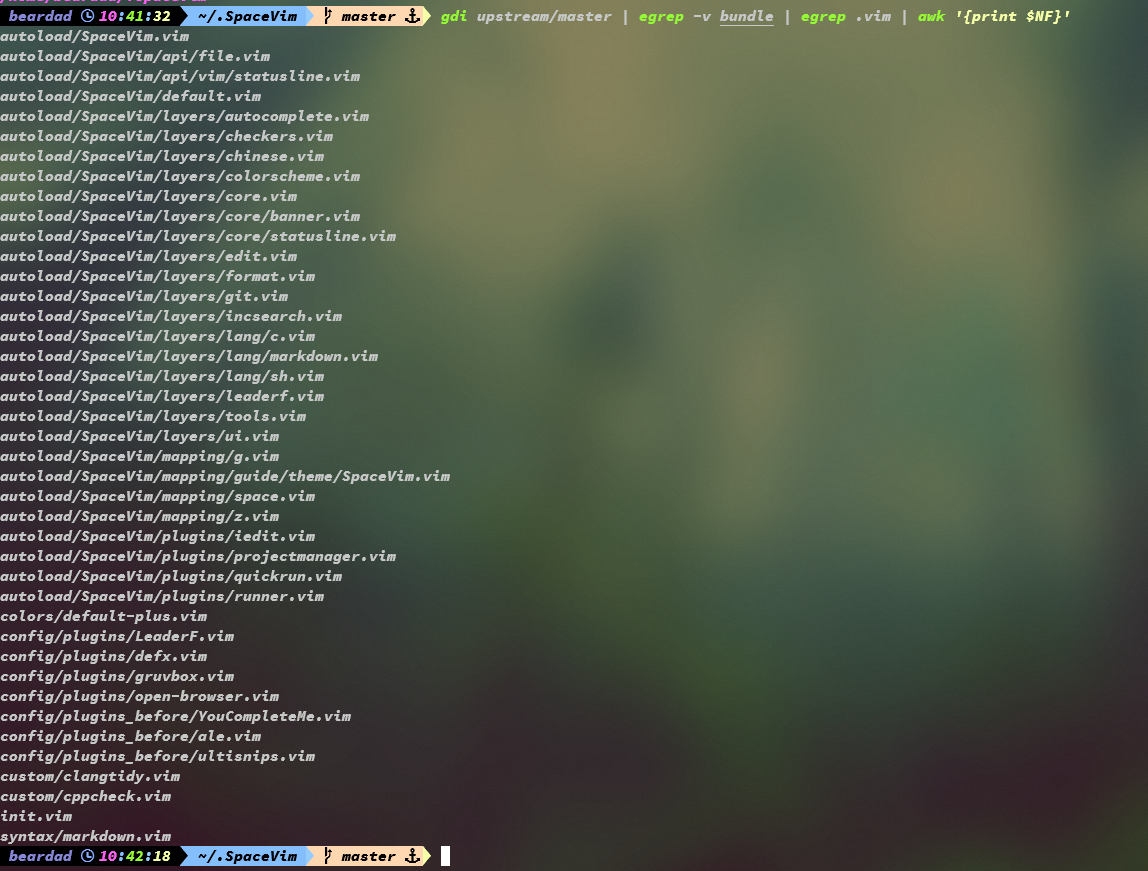 beardad 10:41:32 ~/.SpaceVim master gdi upstream/master | egrep -v bundle | egrep .vim | awk '{print $NF}'
autoload/SpaceVim.vim
autoload/SpaceVim/api/file.vim
autoload/SpaceVim/api/vim/statusline.vim
autoload/SpaceVim/default.vim
autoload/SpaceVim/layers/autocomplete.vim
autoload/SpaceVim/layers/checkers.vim
autoload/SpaceVim/layers/chinese.vim
autoload/SpaceVim/layers/colorscheme.vim
autoload/SpaceVim/layers/core.vim
autoload/SpaceVim/layers/core/banner.vim
autoload/SpaceVim/layers/core/statusline.vim
autoload/SpaceVim/layers/edit.vim
autoload/SpaceVim/layers/format.vim
autoload/SpaceVim/layers/git.vim
autoload/SpaceVim/layers/incsearch.vim
autoload/SpaceVim/layers/lang/c.vim
autoload/SpaceVim/layers/lang/markdown.vim
autoload/SpaceVim/layers/lang/sh.vim
autoload/SpaceVim/layers/leaderf.vim
autoload/SpaceVim/layers/tools.vim
autoload/SpaceVim/layers/ui.vim
autoload/SpaceVim/mapping/g.vim
autoload/SpaceVim/mapping/guide/theme/SpaceVim.vim
autoload/SpaceVim/mapping/space.vim
autoload/SpaceVim/mapping/z.vim
autoload/SpaceVim/plugins/iedit.vim
autoload/SpaceVim/plugins/projectmanager.vim
autoload/SpaceVim/plugins/quickrun.vim
autoload/SpaceVim/plugins/runner.vim
colors/default-plus.vim
config/plugins/LeaderF.vim
config/plugins/defx.vim
config/plugins/gruvbox.vim
config/plugins/open-browser.vim
config/plugins_before/YouCompleteMe.vim
config/plugins_before/ale.vim
config/plugins_before/ultisnips.vim
custom/clangtidy.vim
custom/cppcheck.vim
init.vim
syntax/markdown.vim
beardad 10:42:18 ~/.SpaceVim master